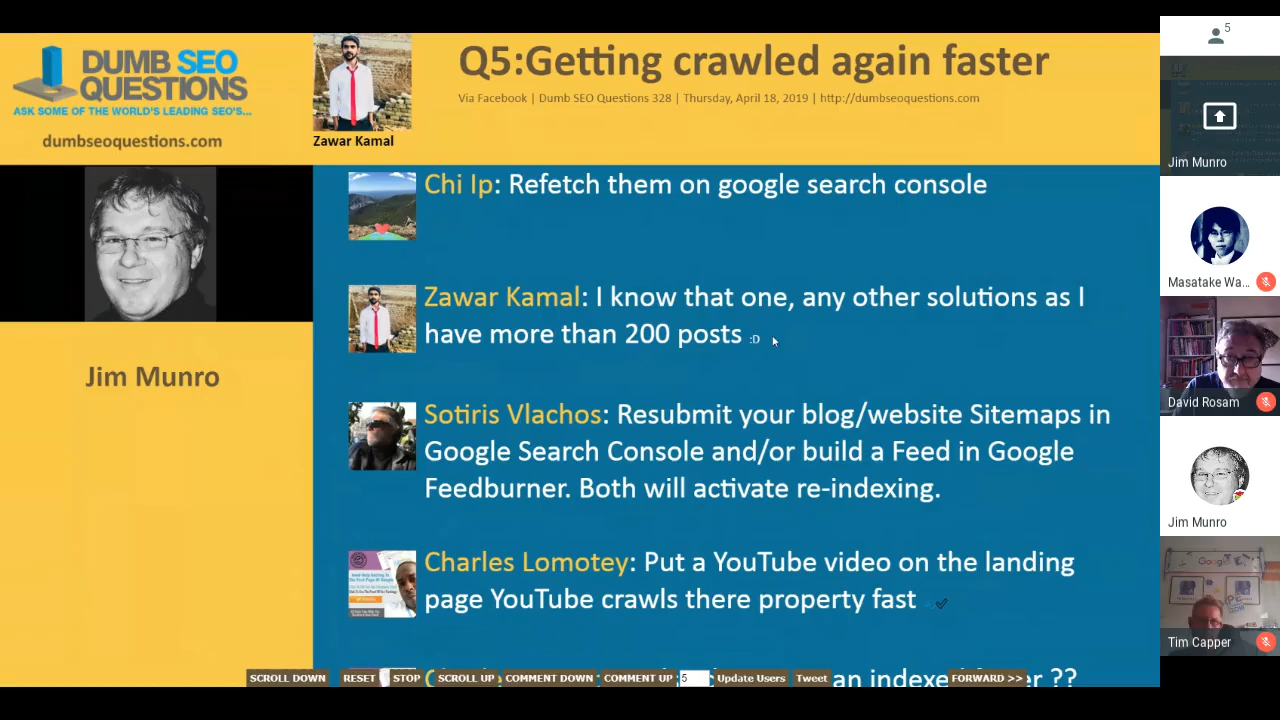 DUMB SEO
QUESTIONS
ASK SOME OF THE WORLD'S LEADING SEO'S...
dumbseoquestions.com
Zawar Kamal
Q5:Getting crawled again faster
Via Facebook | Dumb SEO Questions 328 | Thursday, April 18, 2019 | http://dumbseoquestions.com
Jim Munro
Chi Ip: Refetch them on google search console
Zawar Kamal: I know that one, any other solutions as I
have more than 200 posts :D
Sotiris Vlachos: Resubmit your blog/website Sitemaps in
Google Search Console and/or build a Feed in Google
Feedburner. Both will activate re-indexing.
Charles Lomotey: Put a YouTube video on the landing
page YouTube crawls there property fast
an indexe
??
SCROLL DOWN RESET STOP SCROLL UP COMMENT DOWN COMMENT UP 5 Update Users Tweet FORWARD >>
5
Jim Munro
Masatake Wa...
David Rosam
Jim Munro
Tim Capper